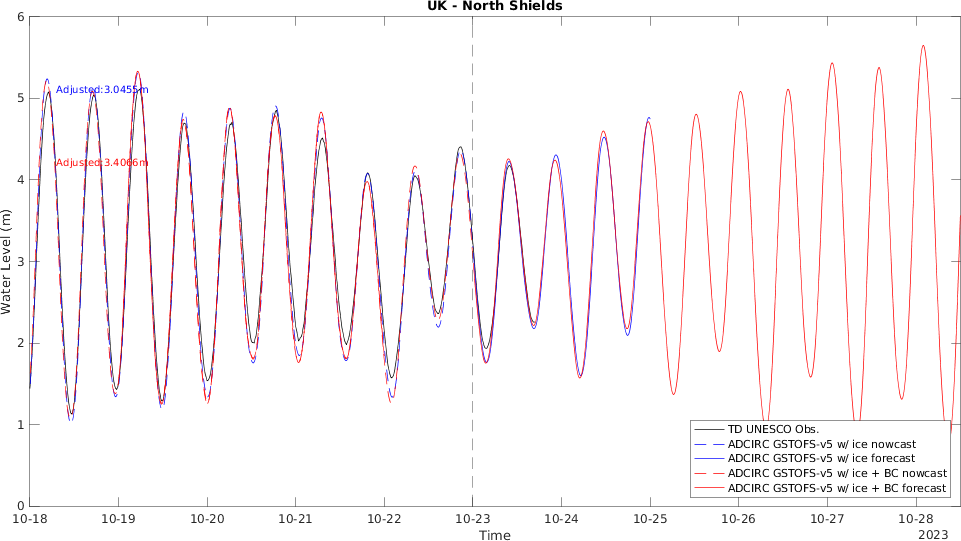 UK - North Shields
6
5
4
3
2
1
0
Water Level (m)
Adjusted:3.0455m
Adjusted:3.4066m
TD UNESCO Obs.
ADCIRC GSTOFS-v5 w/ ice nowcast
ADCIRC GSTOFS-v5 w/ ice forecast
ADCIRC GSTOFS-v5 w/ ice + BC nowcast
ADCIRC GSTOFS-v5 w/ ice + BC forecast
10-18 10-19 10-20 10-21 10-22 10-23 10-24 10-25 10-26 10-27 10-28
Time
2023